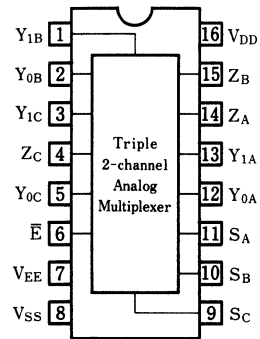 Y1B 1 16 VDD
Y0B 2 15 ZB
Y1C 3 14 ZA
ZC 4 13 Y1A
Y0C 5 12 Y0A
E̅ 6 11 SA
VEE 7 10 SB
VSS 8 9 SC
Triple
2-channel
Analog
Multiplexer